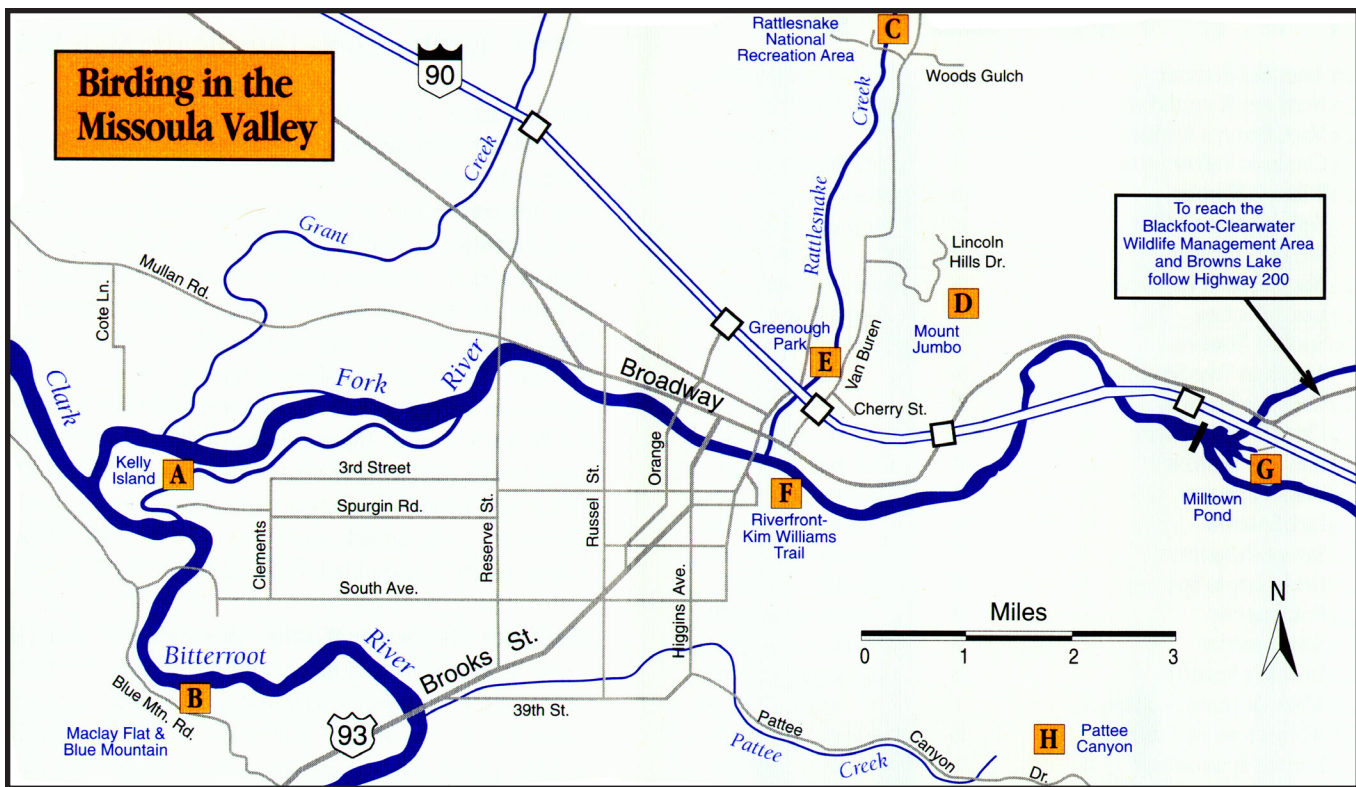 Birding in the
Missoula Valley
90
Rattlesnake
National
Recreation Area
C
Woods Gulch
Creek
Rattlesnake
Creek
Grant
To reach the
Blackfoot-Clearwater
Wildlife Management Area
and Browns Lake
follow Highway 200
Lincoln
Hills Dr.
Mullan Rd.
Cote Ln.
D
Mount
Jumbo
Greenough
Park
E
Van Buren
Clark
Fork
River
Broadway
Cherry St.
Kelly
Island
A
3rd Street
Spurgin Rd.
Clements
South Ave.
Reserve St.
Russel St.
Orange
F
Riverfront-
Kim Williams
Trail
G
Milltown
Pond
Higgins Ave.
N
Miles
0 1 2 3
Bitterroot
River
Brooks St.
B
Blue Mtn. Rd.
Maclay Flat &
Blue Mountain
93
39th St.
Pattee
Canyon
Dr.
Pattee
Creek
H
Pattee
Canyon